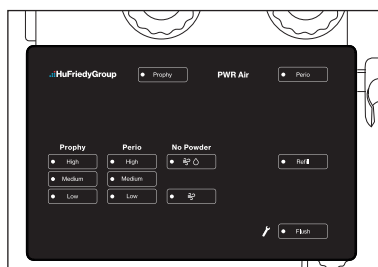 HuFriedyGroup Prophy PWR Air Perio
Prophy Perio No Powder
High High Refill
Medium Medium
Low Low
Flush